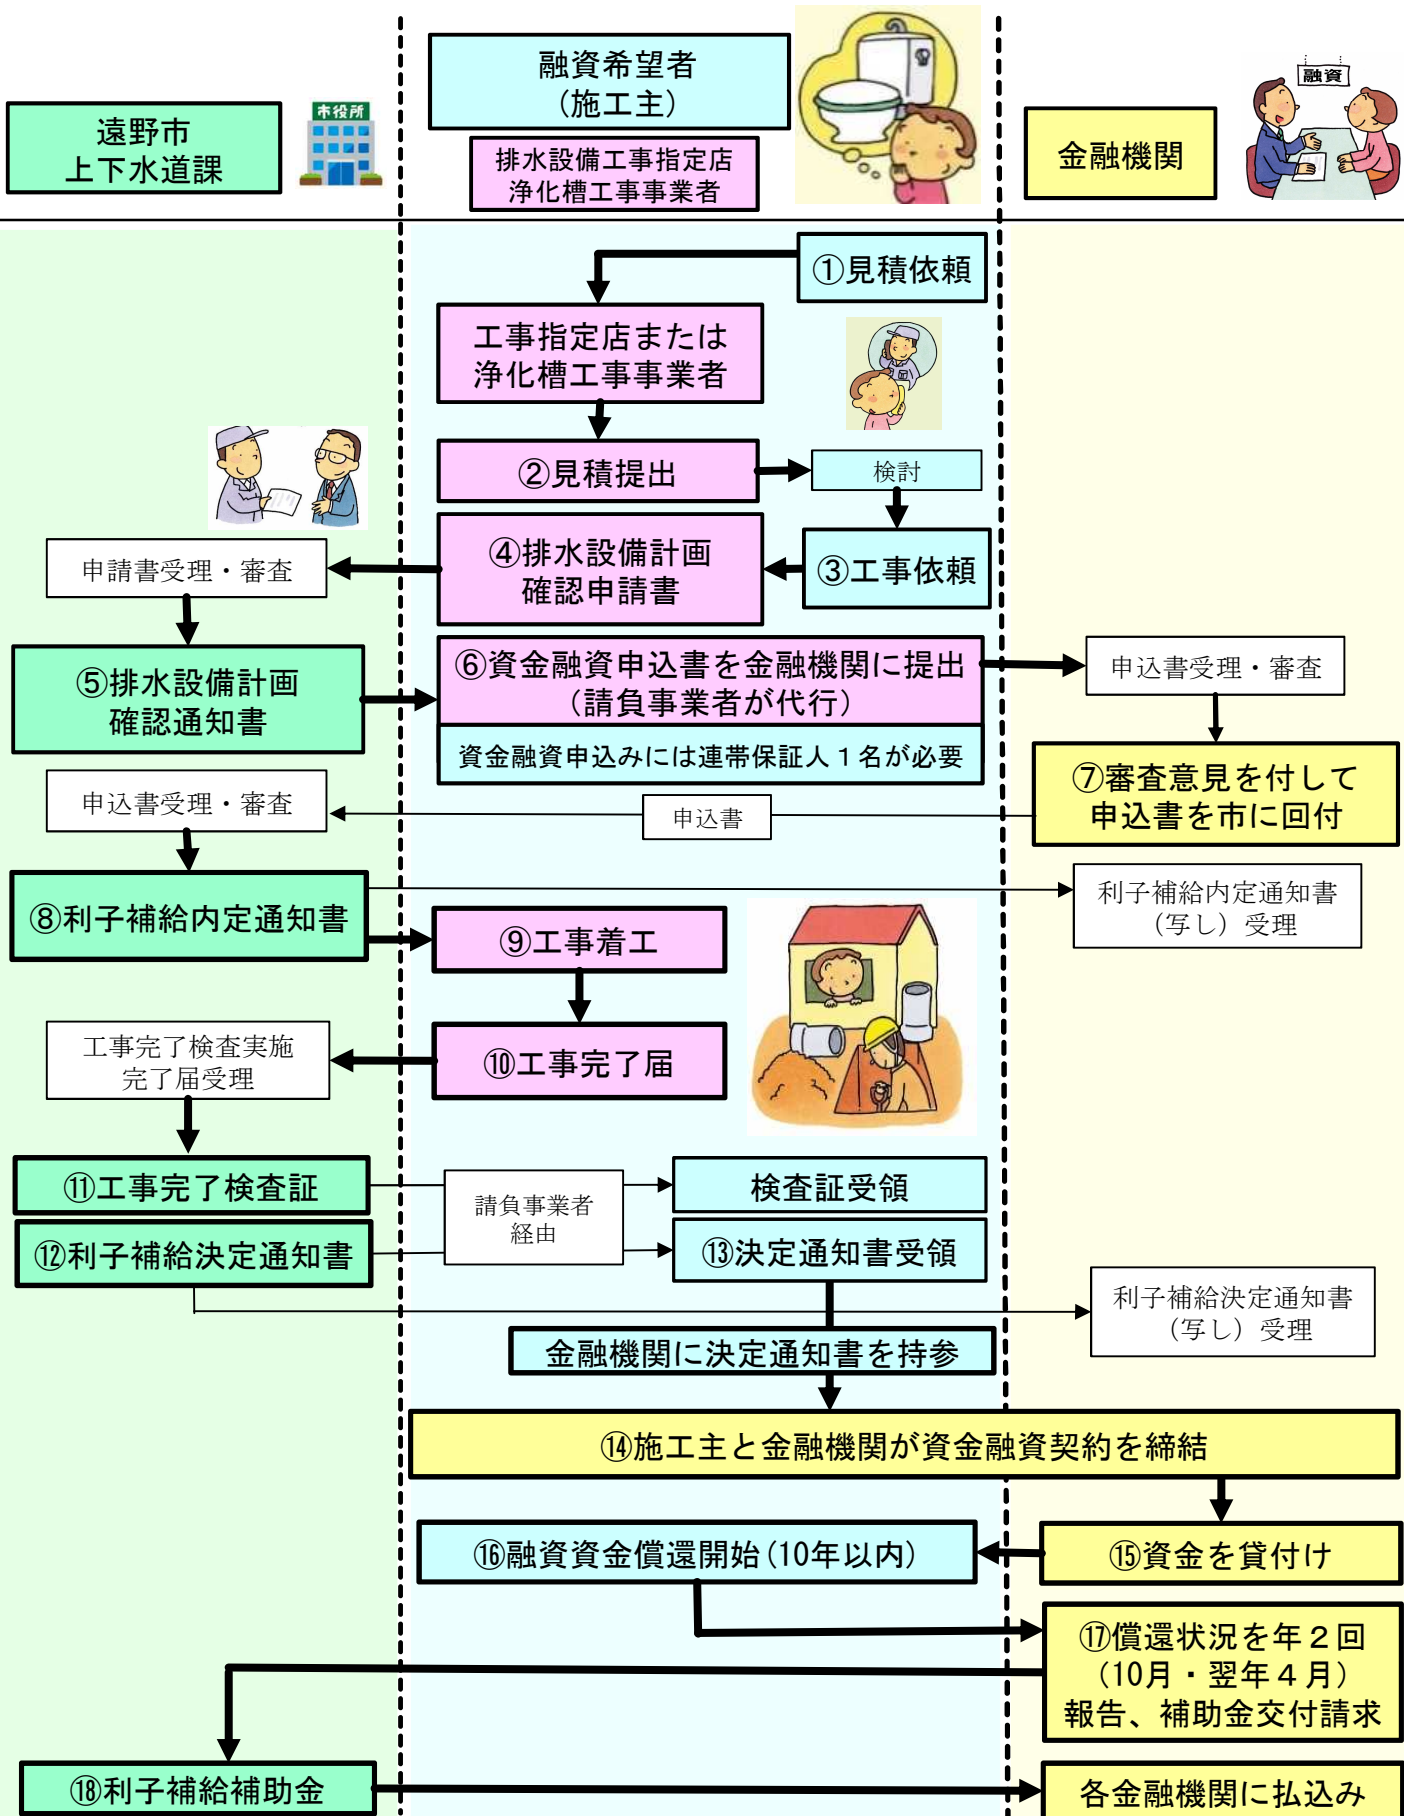 遠野市
上下水道課
市役所
融資希望者
(施工主)
排水設備工事指定店
浄化槽工事事業者
金融機関
融資
①見積依頼
工事指定店または
浄化槽工事事業者
②見積提出
検討
③工事依頼
④排水設備計画
確認申請書
申請書受理・審査
⑤排水設備計画
確認通知書
⑥資金融資申込書を金融機関に提出
(請負事業者が代行)
資金融資申込みには連帯保証人１名が必要
申込書受理・審査
⑦審査意見を付して
申込書を市に回付
申込書
申込書受理・審査
⑧利子補給内定通知書
利子補給内定通知書
（写し）受理
⑨工事着工
⑩工事完了届
工事完了検査実施
完了届受理
⑪工事完了検査証
請負事業者
経由
検査証受領
⑫利子補給決定通知書
⑬決定通知書受領
利子補給決定通知書
（写し）受理
金融機関に決定通知書を持参
⑭施工主と金融機関が資金融資契約を締結
⑮資金を貸付け
⑯融資資金償還開始(10年以内)
⑰償還状況を年２回
(10月・翌年４月)
報告、補助金交付請求
⑱利子補給補助金
各金融機関に払込み